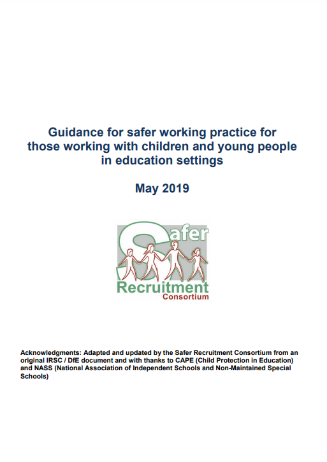 Guidance for safer working practice for
those working with children and young people
in education settings
May 2019
Safer
Recruitment
Consortium
Acknowledgments: Adapted and updated by the Safer Recruitment Consortium from an
original IRSC / DfE document and with thanks to CAPE (Child Protection in Education)
and NASS (National Association of Independent Schools and Non-Maintained Special
Schools)